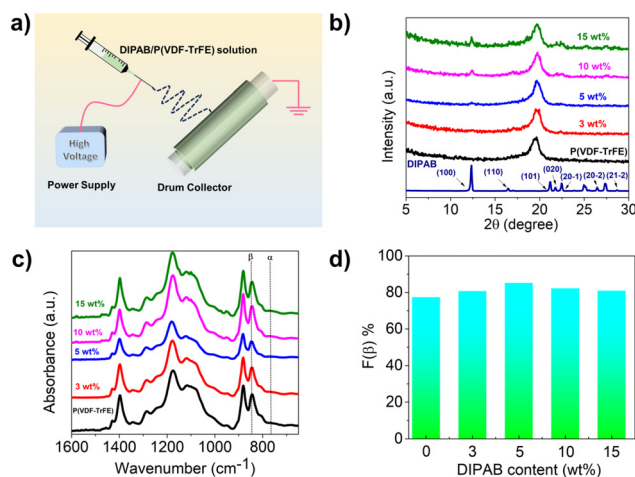 a)
DIPAB/P(VDF-TrFE) solution
High
Voltage
Power Supply
Drum Collector
b)
Intensity (a.u.)
15 wt%
10 wt%
5 wt%
3 wt%
P(VDF-TrFE)
DIPAB
(100)
(110)
(101)
(020)
(20-1)
(20-2)
(21-2)
5 10 15 20 25 30
2θ (degree)
c)
Absorbance (a.u.)
β α
15 wt%
10 wt%
5 wt%
3 wt%
P(VDF-TrFE)
1600 1400 1200 1000 800
Wavenumber (cm⁻¹)
d)
F(β) %
100
80
60
40
20
0
0 3 5 10 15
DIPAB content (wt%)